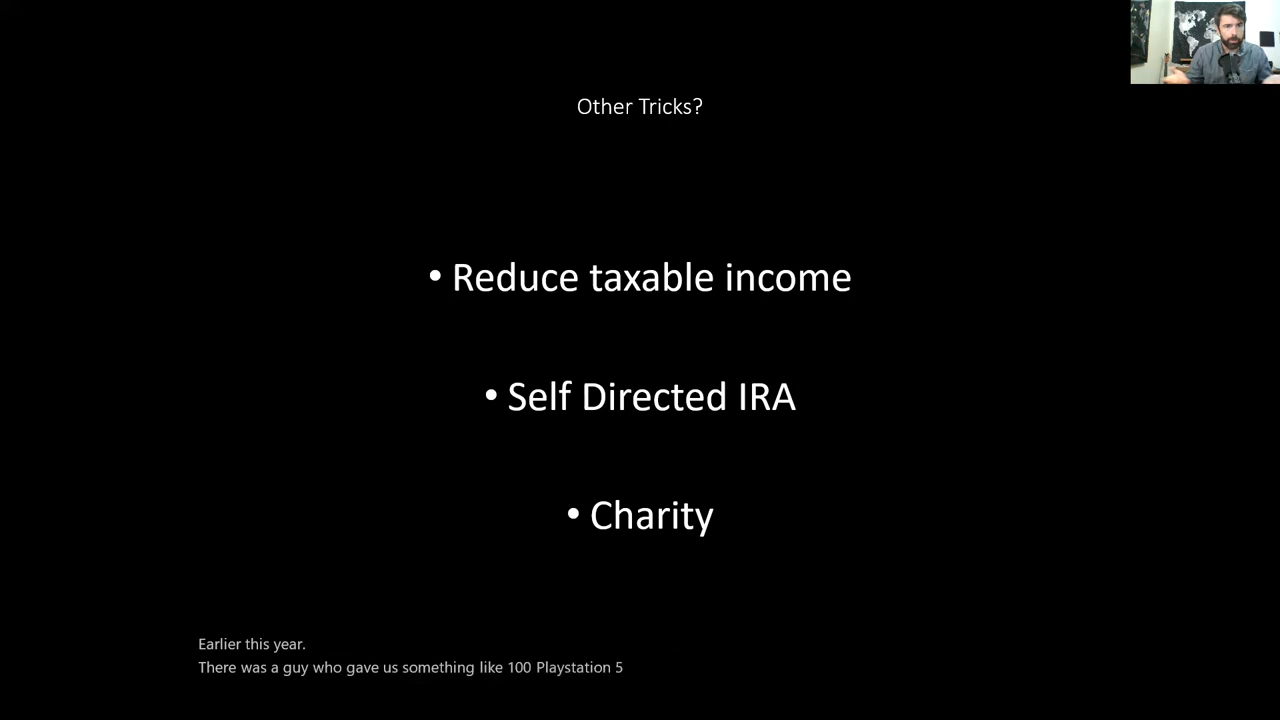 Other Tricks?
• Reduce taxable income
• Self Directed IRA
• Charity
Earlier this year.
There was a guy who gave us something like 100 Playstation 5